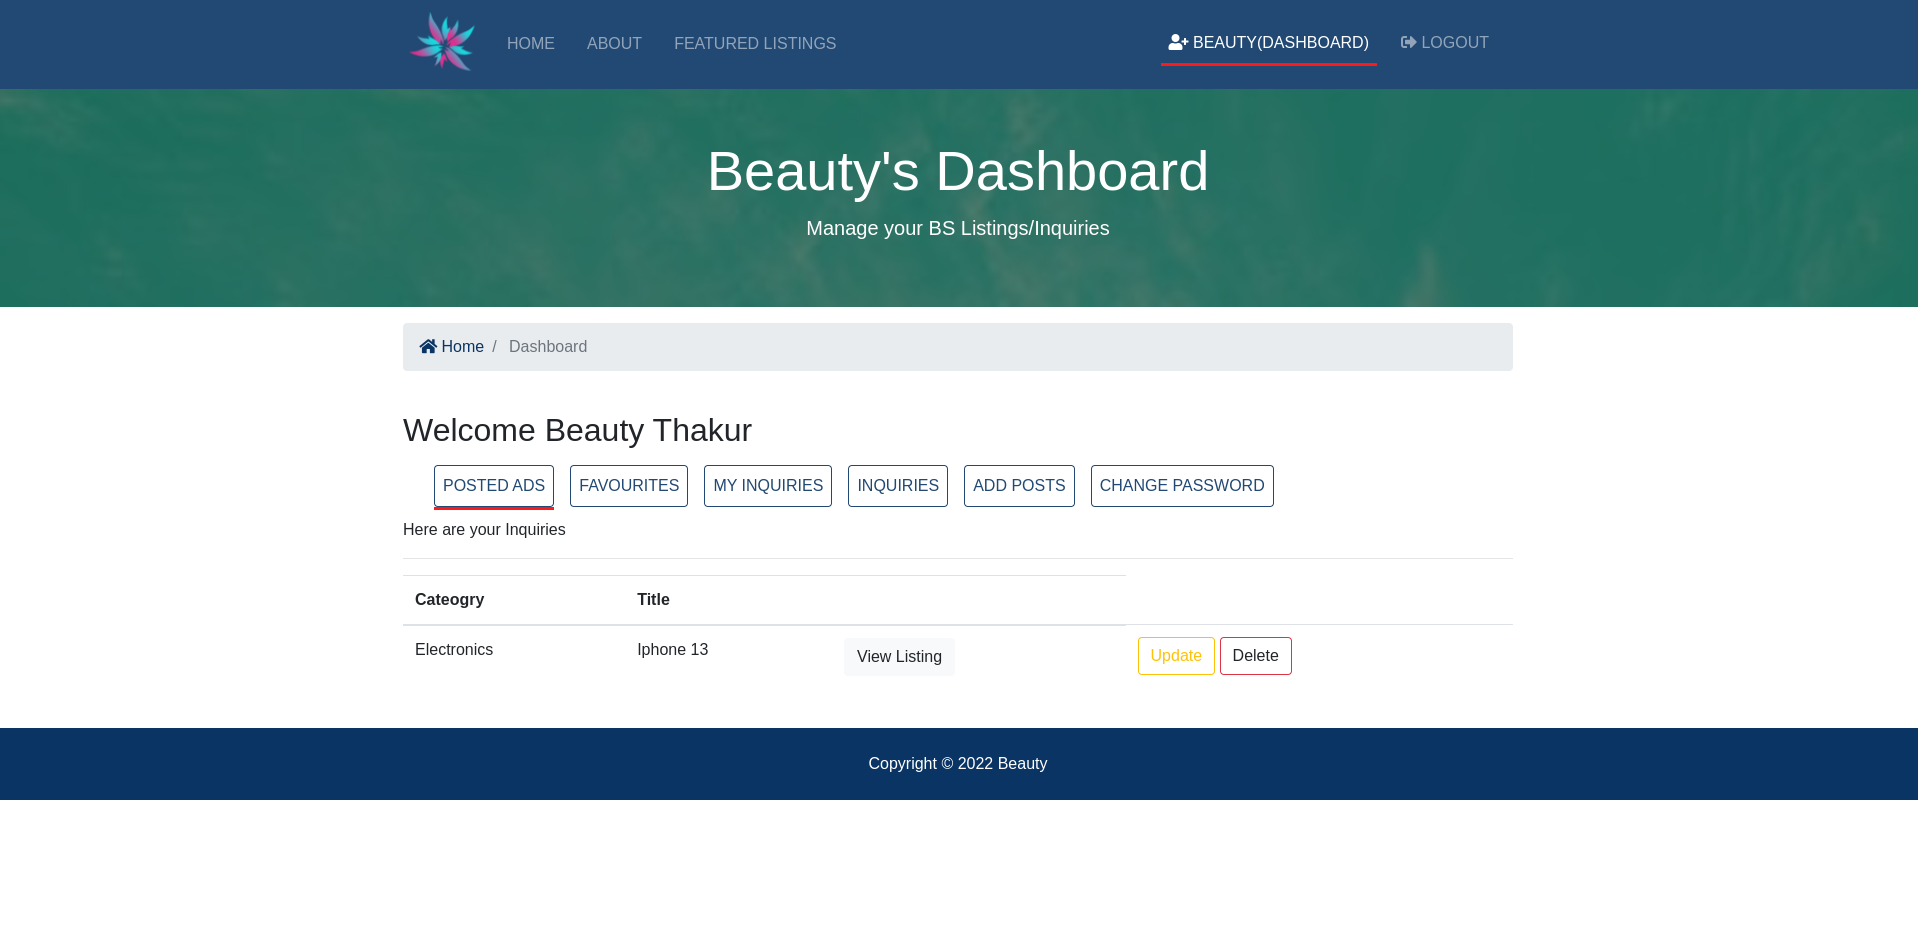 HOME ABOUT FEATURED LISTINGS BEAUTY(DASHBOARD) LOGOUT
Beauty's Dashboard
Manage your BS Listings/Inquiries
Home / Dashboard
Welcome Beauty Thakur
POSTED ADS FAVOURITES MY INQUIRIES INQUIRIES ADD POSTS CHANGE PASSWORD
Here are your Inquiries
Cateogry Title
Electronics Iphone 13 View Listing Update Delete
Copyright © 2022 Beauty